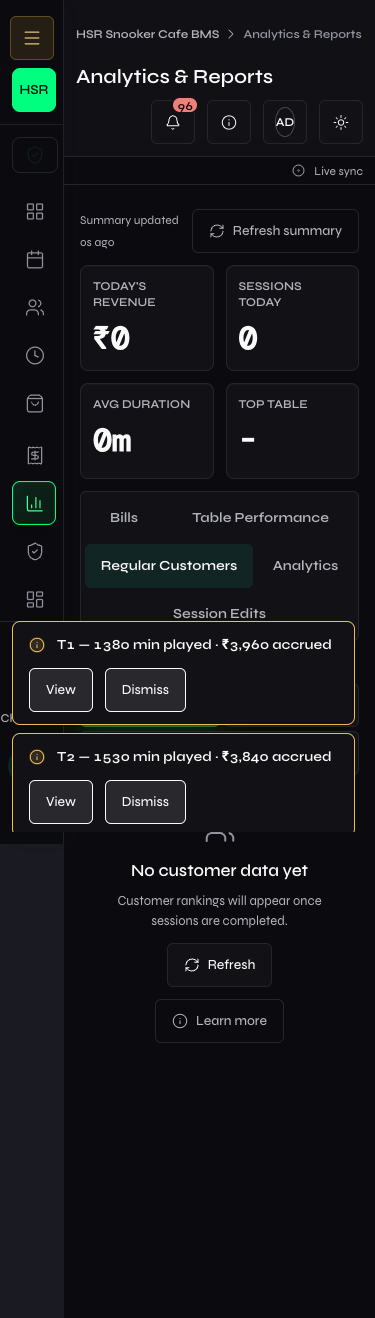 HSR Snooker Cafe BMS > Analytics & Reports
HSR
Analytics & Reports
96
AD
Live sync
Summary updated
0s ago
Refresh summary
TODAY'S
REVENUE
₹0
SESSIONS
TODAY
0
AVG DURATION
0m
TOP TABLE
-
Bills
Table Performance
Regular Customers
Analytics
Session Edits
T1 — 1380 min played · ₹3,960 accrued
View
Dismiss
T2 — 1530 min played · ₹3,840 accrued
View
Dismiss
No customer data yet
Customer rankings will appear once
sessions are completed.
Refresh
Learn more